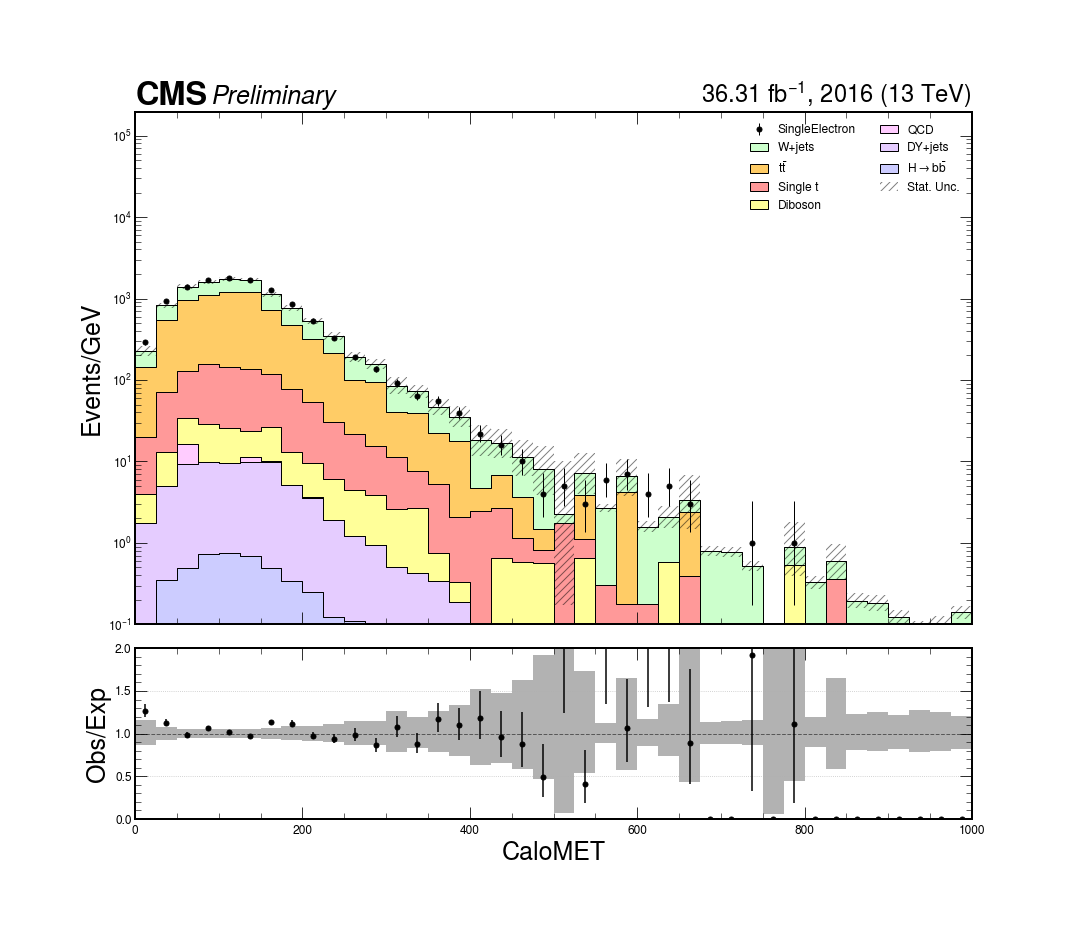 CMS Preliminary 36.31 fb⁻¹, 2016 (13 TeV)
SingleElectron QCD
W+jets DY+jets
tt̄ H→bb̄
Single t Stat. Unc.
Diboson
Events/GeV
10⁵
10⁴
10³
10²
10¹
10⁰
10⁻¹
Obs/Exp
2.0
1.5
1.0
0.5
0.0
0 200 400 600 800 1000
CaloMET